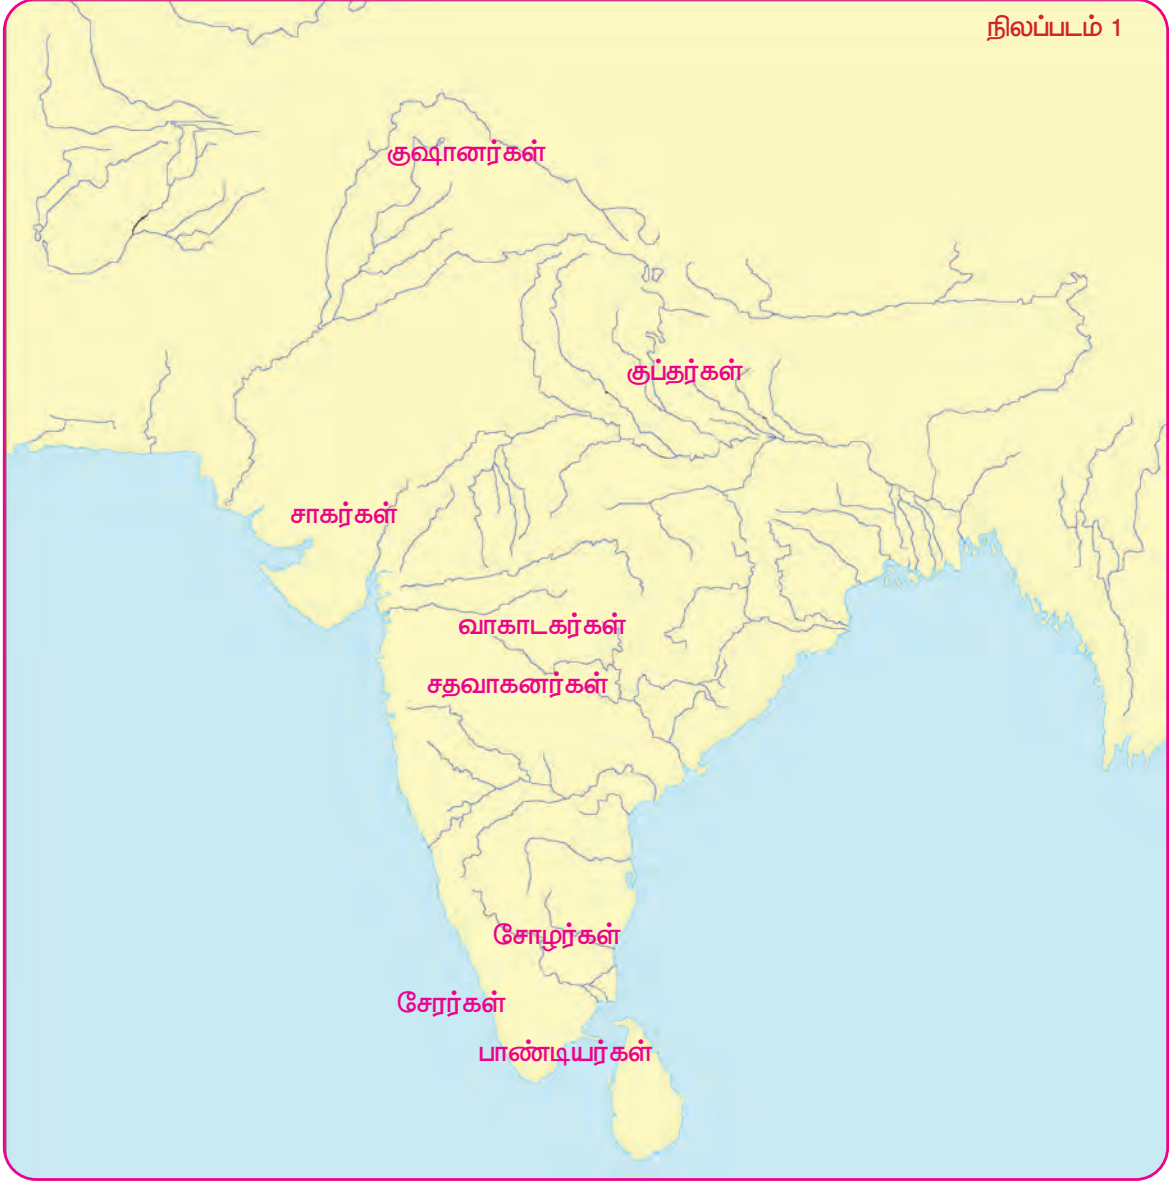 நிலப்படம் 1
குஷானர்கள்
குப்தர்கள்
சாகர்கள்
வாகாடகர்கள்
சதவாகனர்கள்
சோழர்கள்
சேரர்கள்
பாண்டியர்கள்